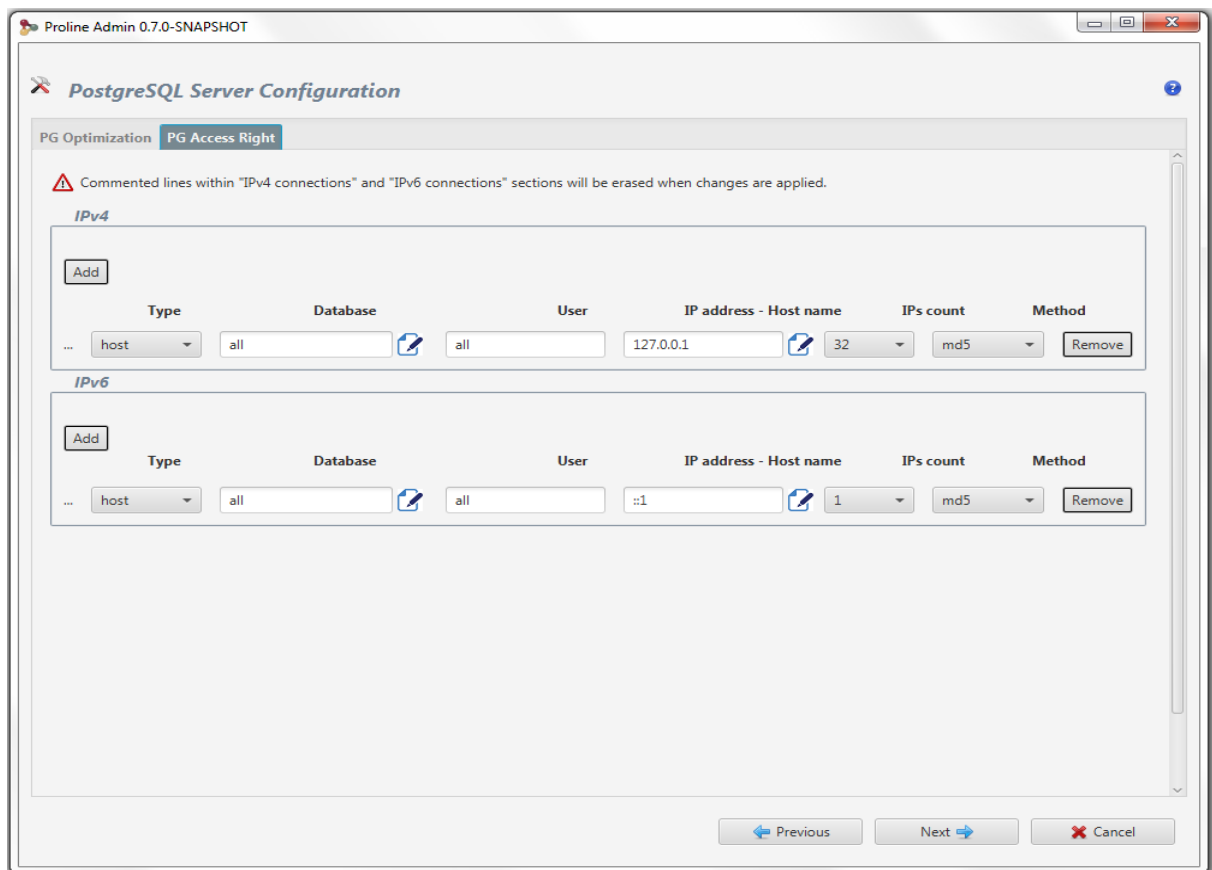 Proline Admin 0.7.0-SNAPSHOT
PostgreSQL Server Configuration
PG Optimization PG Access Right
Commented lines within "IPv4 connections" and "IPv6 connections" sections will be erased when changes are applied.
IPv4
Add
Type Database User IP address - Host name IPs count Method
... host all all 127.0.0.1 32 md5 Remove
IPv6
Add
Type Database User IP address - Host name IPs count Method
... host all all ::1 1 md5 Remove
Previous Next Cancel